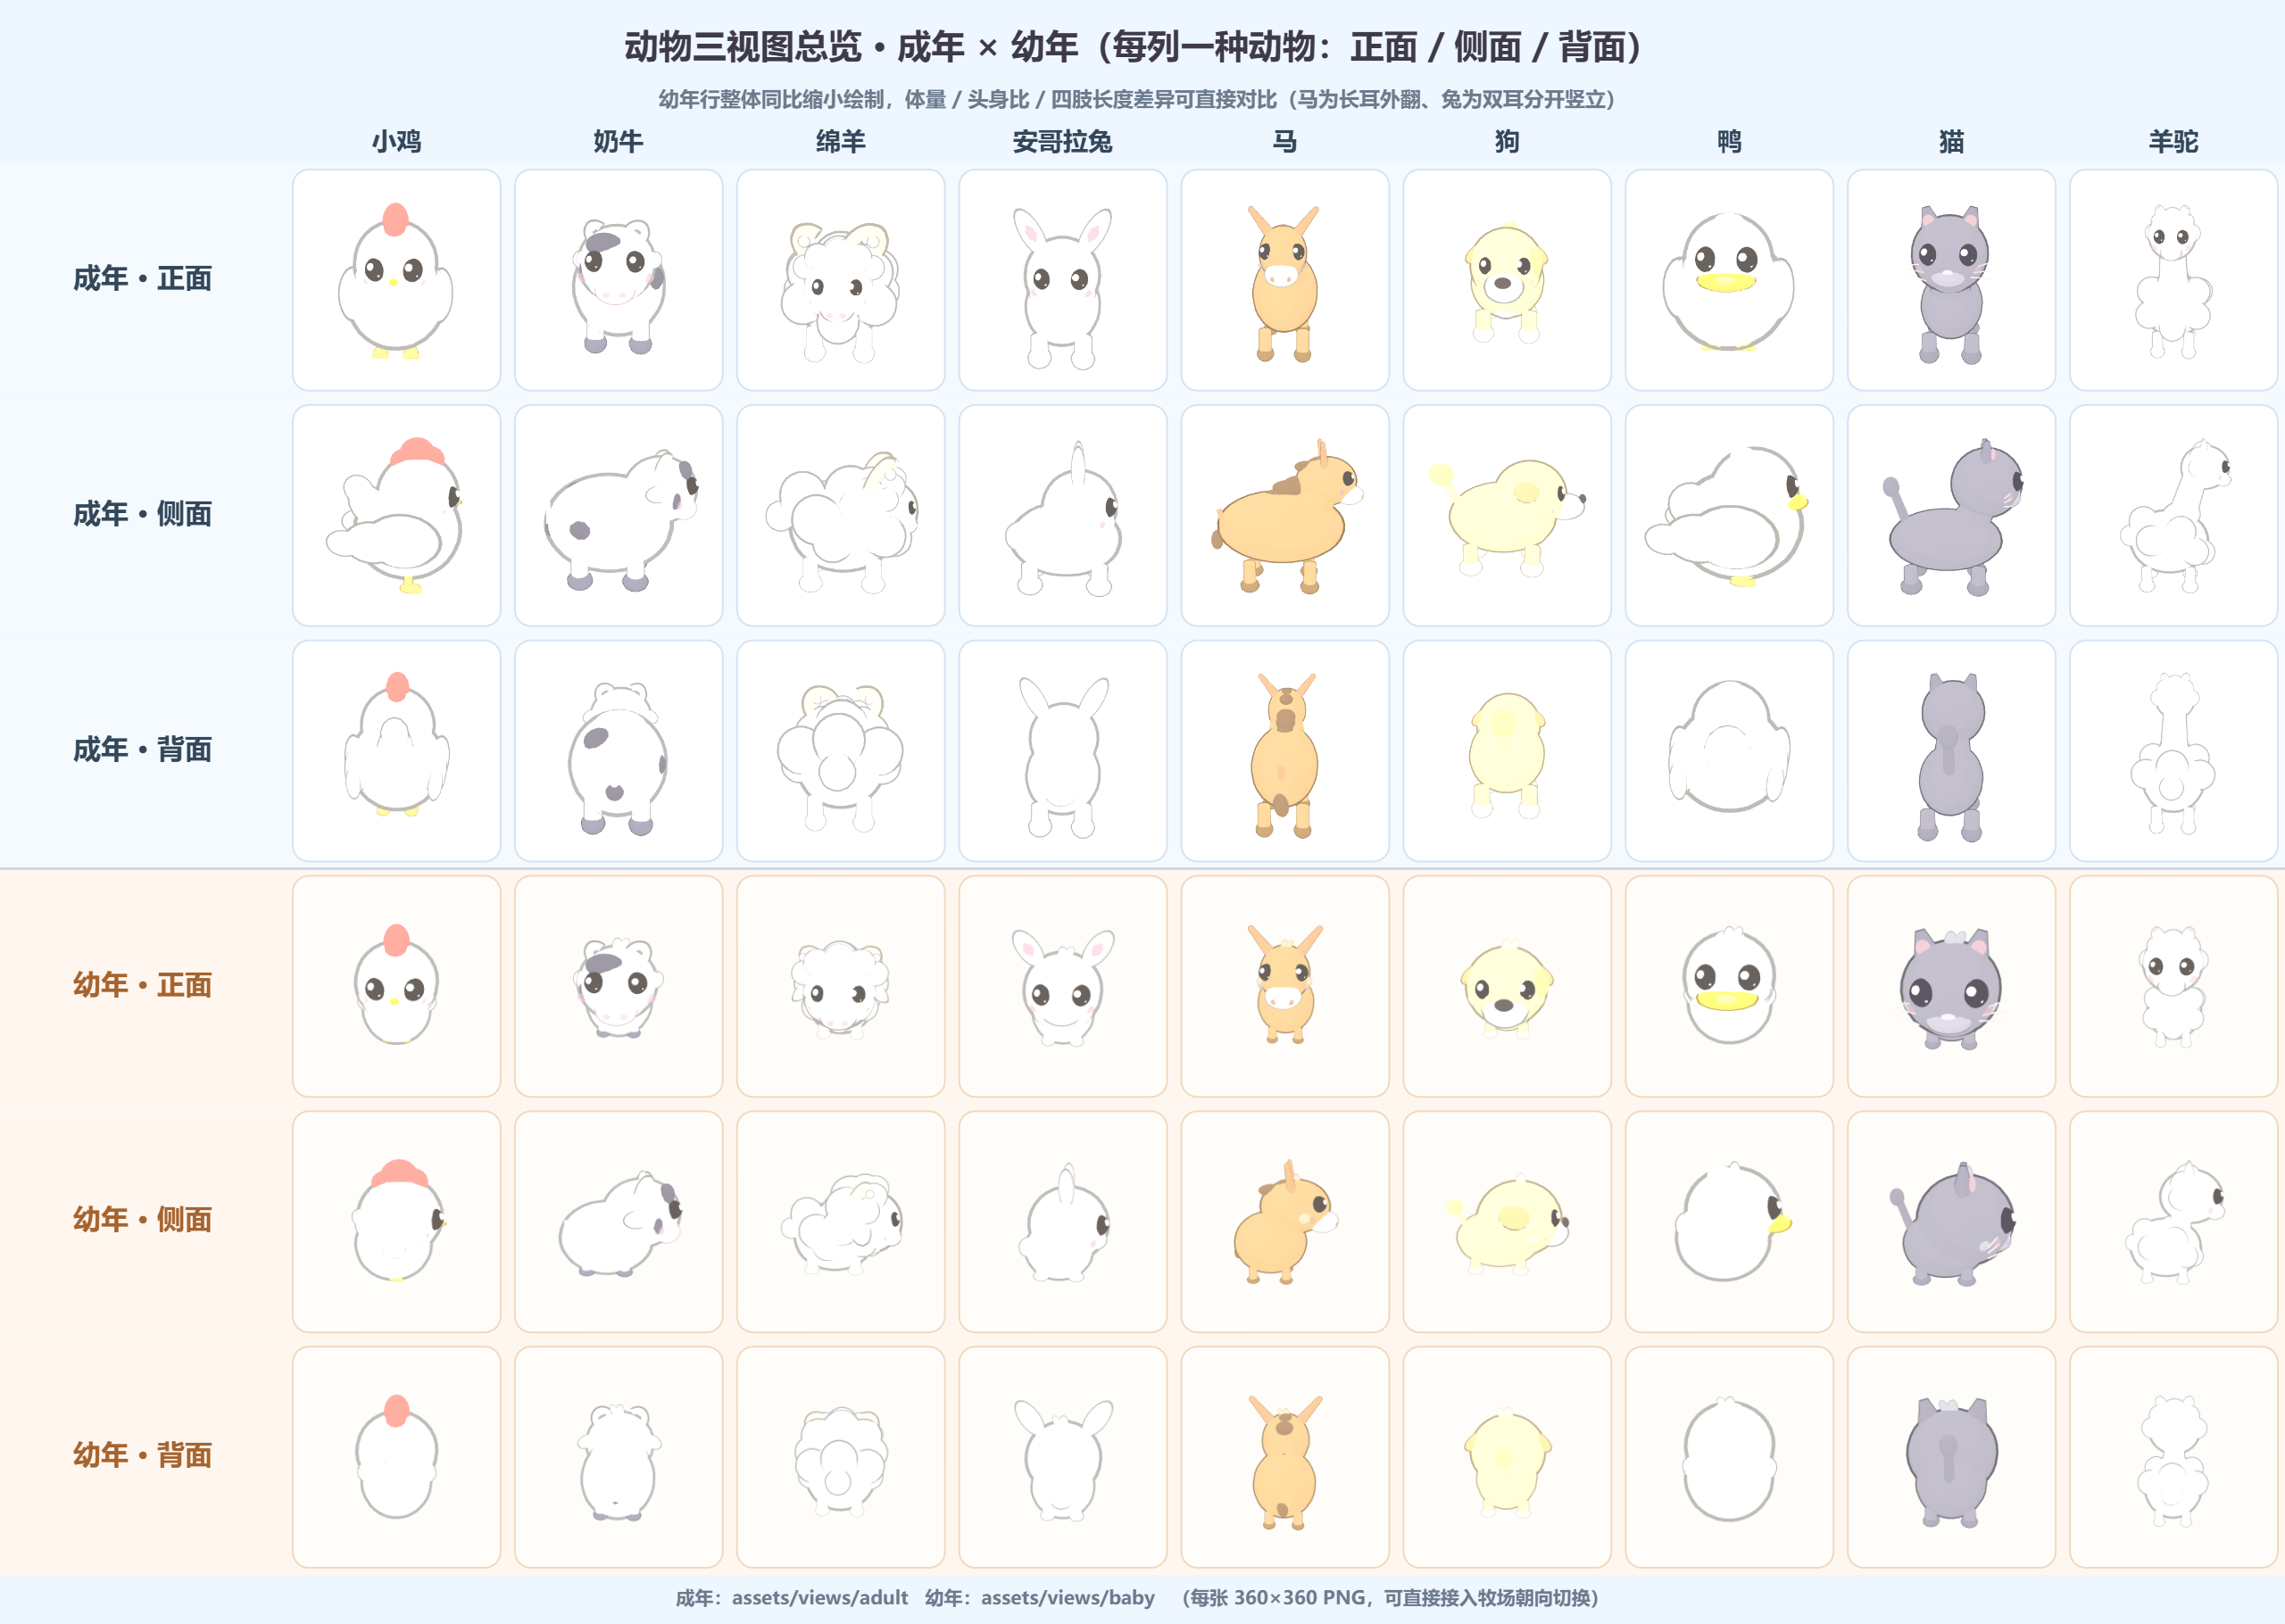 动物三视图总览 · 成年 × 幼年（每列一种动物：正面 / 侧面 / 背面）
幼年行整体同比缩小绘制，体量 / 头身比 / 四肢长度差异可直接对比（马为长耳外翻、兔为双耳分开竖立）
小鸡 奶牛 绵羊 安哥拉兔 马 狗 鸭 猫 羊驼
成年 · 正面
成年 · 侧面
成年 · 背面
幼年 · 正面
幼年 · 侧面
幼年 · 背面
成年：assets/views/adult 幼年：assets/views/baby （每张 360×360 PNG，可直接接入牧场朝向切换）